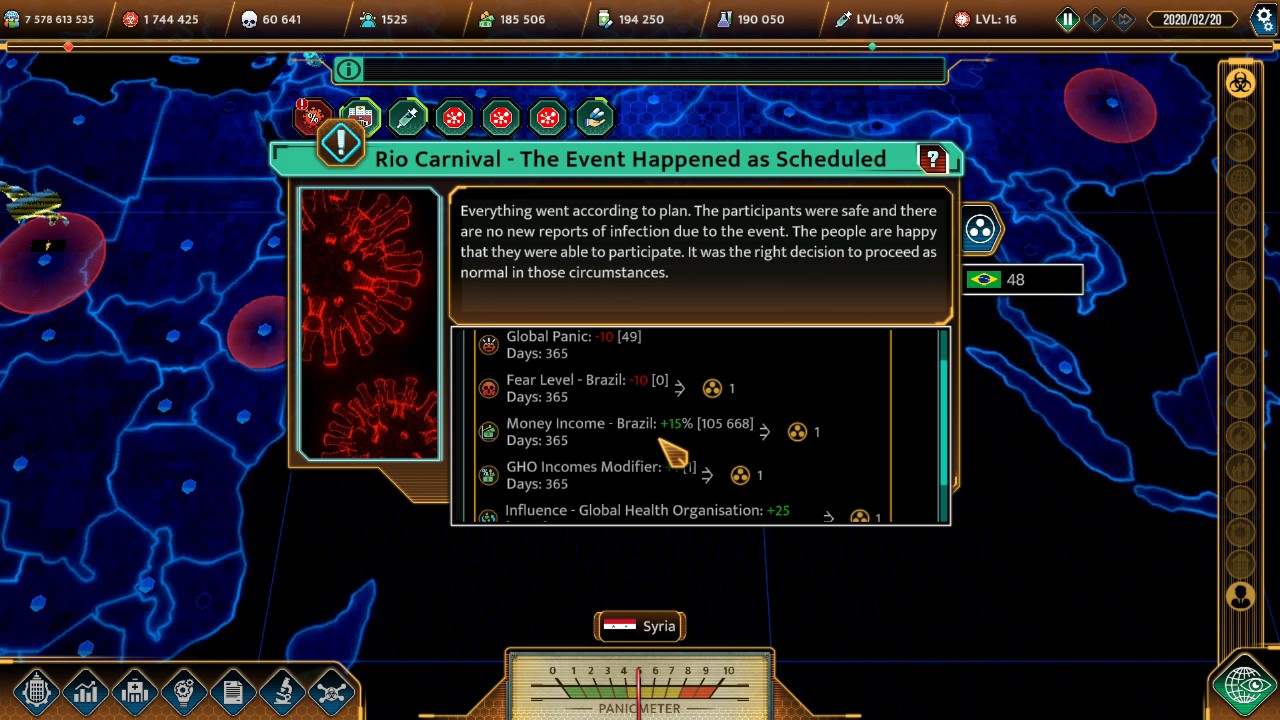 7 578 613 535 1 744 425 60 641 1525 185 506 194 250 190 050 LVL: 0% LVL: 16 2020/02/20
Rio Carnival - The Event Happened as Scheduled ?
Everything went according to plan. The participants were safe and there
are no new reports of infection due to the event. The people are happy
that they were able to participate. It was the right decision to proceed as
normal in those circumstances.
48
Global Panic: -10 [49]
Days: 365
Fear Level - Brazil: -10 [0] 1
Days: 365
Money Income - Brazil: +15% [105 668] 1
Days: 365
GHO Incomes Modifier: 1
Days: 365
Influence - Global Health Organisation: +25 1
Syria
0 1 2 3 4 5 6 7 8 9 10
PANICMETER